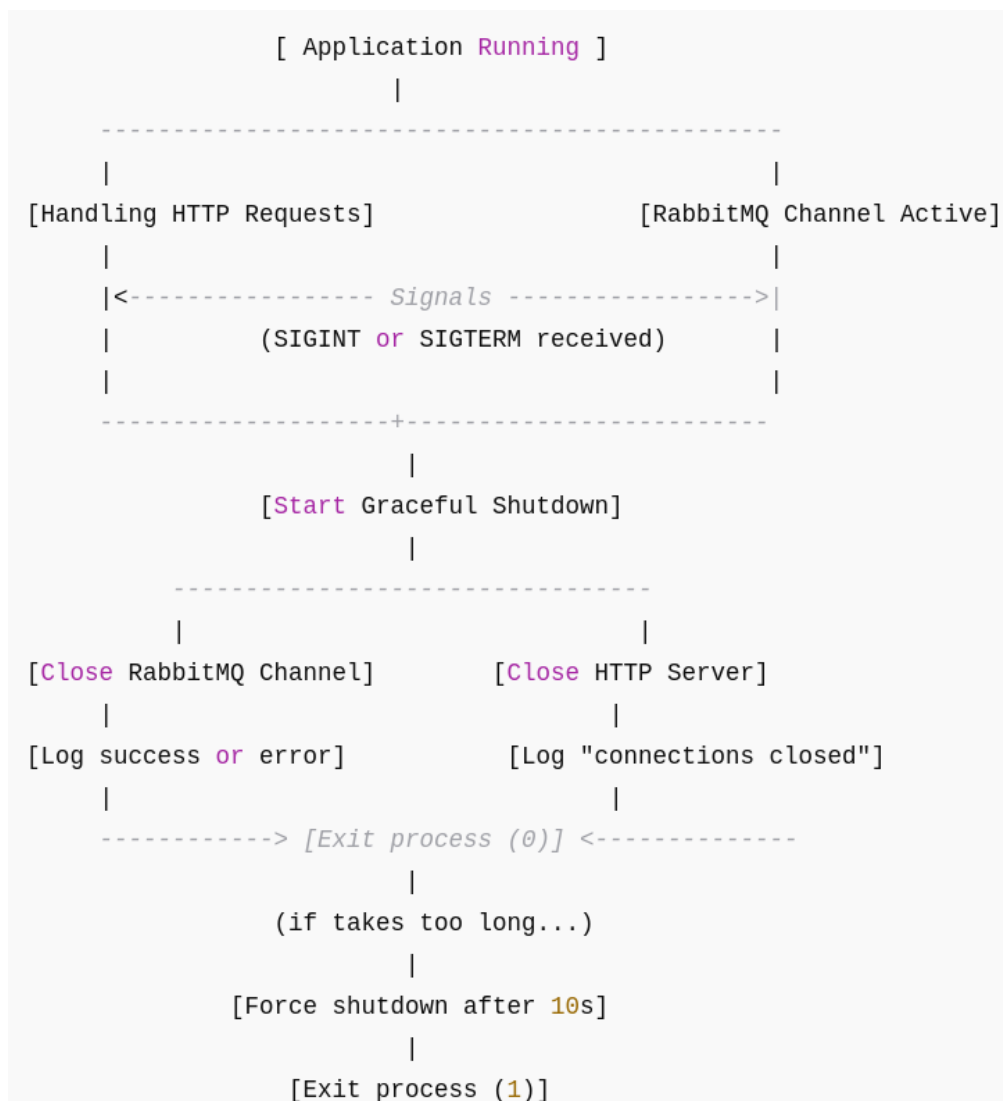 [ Application Running ]
|
-----------------------------------------------
| |
[Handling HTTP Requests] [RabbitMQ Channel Active]
| |
|<----------------- Signals ----------------->|
| (SIGINT or SIGTERM received) |
| |
--------------------+-------------------------
|
[Start Graceful Shutdown]
|
---------------------------------
| |
[Close RabbitMQ Channel] [Close HTTP Server]
| |
[Log success or error] [Log "connections closed"]
| |
------------> [Exit process (0)] <--------------
|
(if takes too long...)
|
[Force shutdown after 10s]
|
[Exit process (1)]